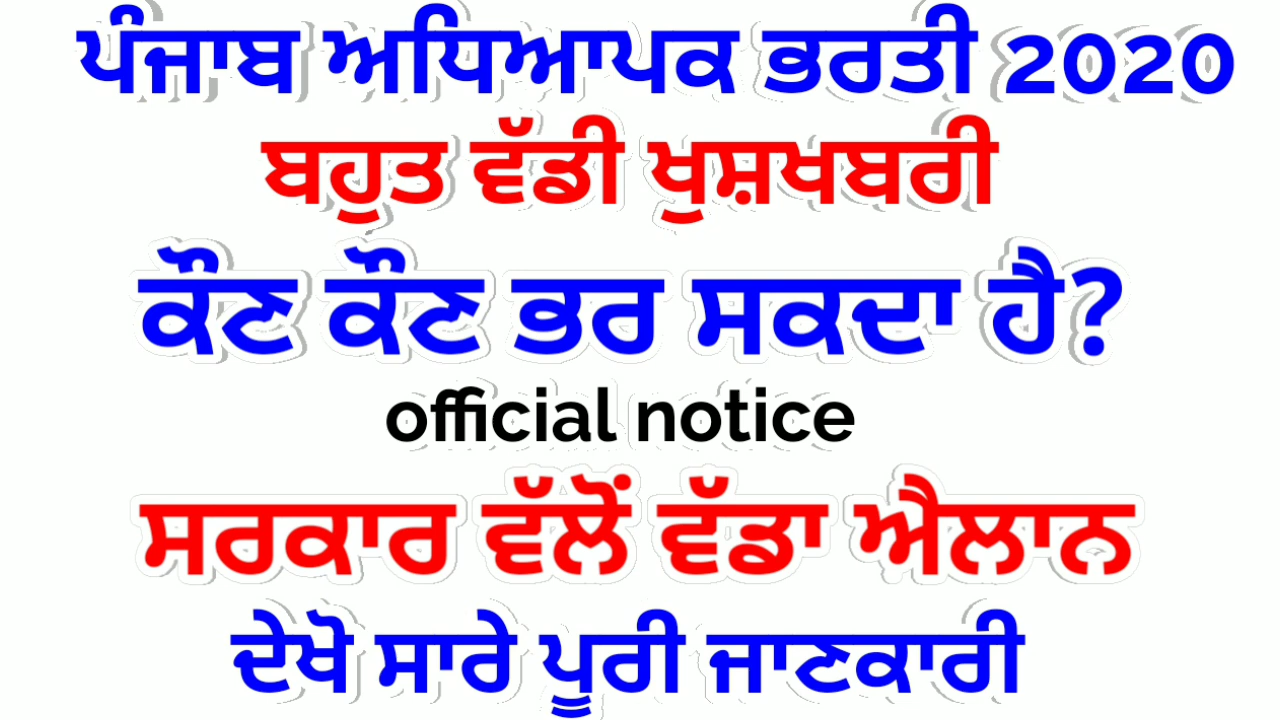 ਪੰਜਾਬ ਅਧਿਆਪਕ ਭਰਤੀ 2020
ਬਹੁਤ ਵੱਡੀ ਖੁਸ਼ਖਬਰੀ
ਕੌਣ ਕੌਣ ਭਰ ਸਕਦਾ ਹੈ?
official notice
ਸਰਕਾਰ ਵੱਲੋਂ ਵੱਡਾ ਐਲਾਨ
ਦੇਖੋ ਸਾਰੇ ਪੂਰੀ ਜਾਣਕਾਰੀ